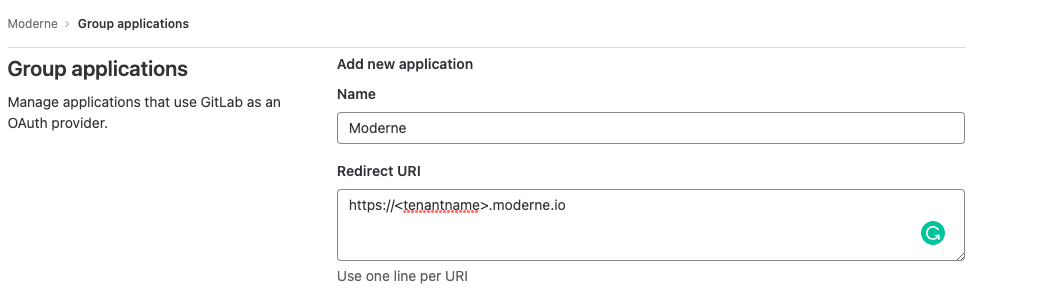 Moderne > Group applications
Group applications
Manage applications that use GitLab as an
OAuth provider.
Add new application
Name
Moderne
Redirect URI
https://<tenantname>.moderne.io
Use one line per URI